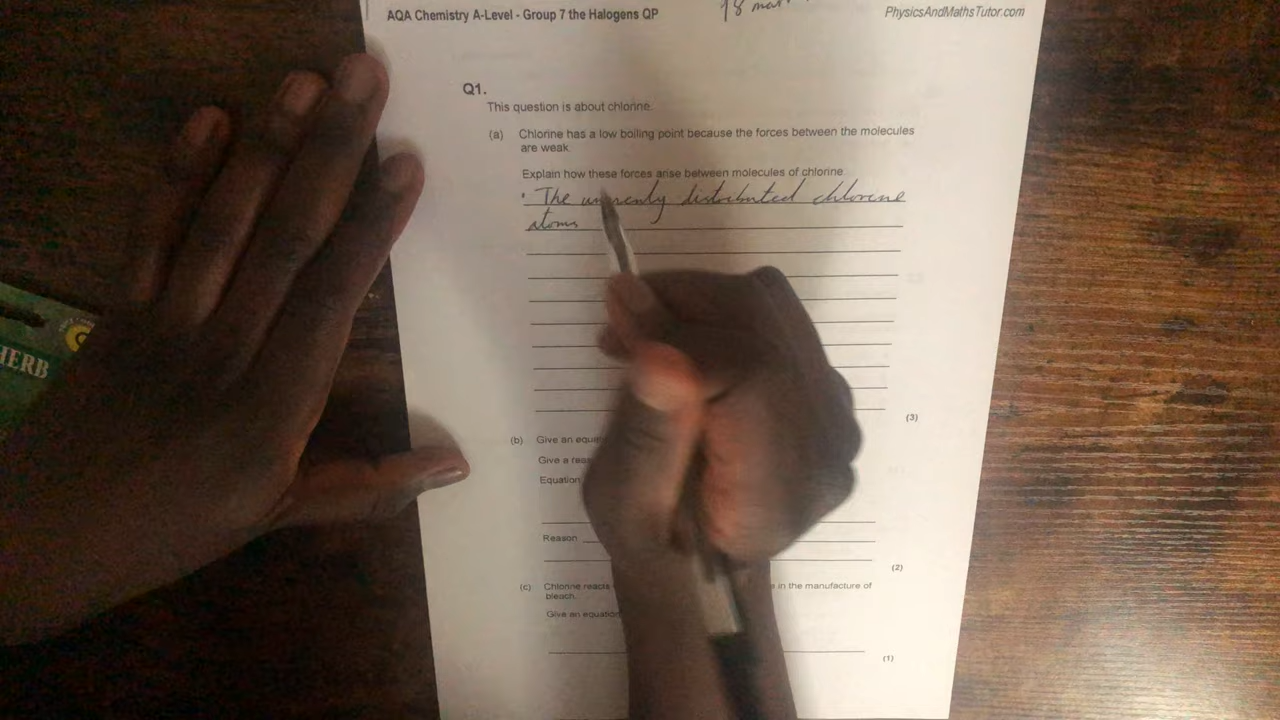 AQA Chemistry A-Level - Group 7 the Halogens QP
PhysicsAndMathsTutor.com
Q1.
This question is about chlorine.
(a) Chlorine has a low boiling point because the forces between the molecules
are weak.
Explain how these forces arise between molecules of chlorine.
The distributed chlorine
atoms
(3)
(b) Give an
Give a
Equation
Reason
(2)
(c) Chlorine reacts in the manufacture of
bleach.
Give an equation
(1)
HERB